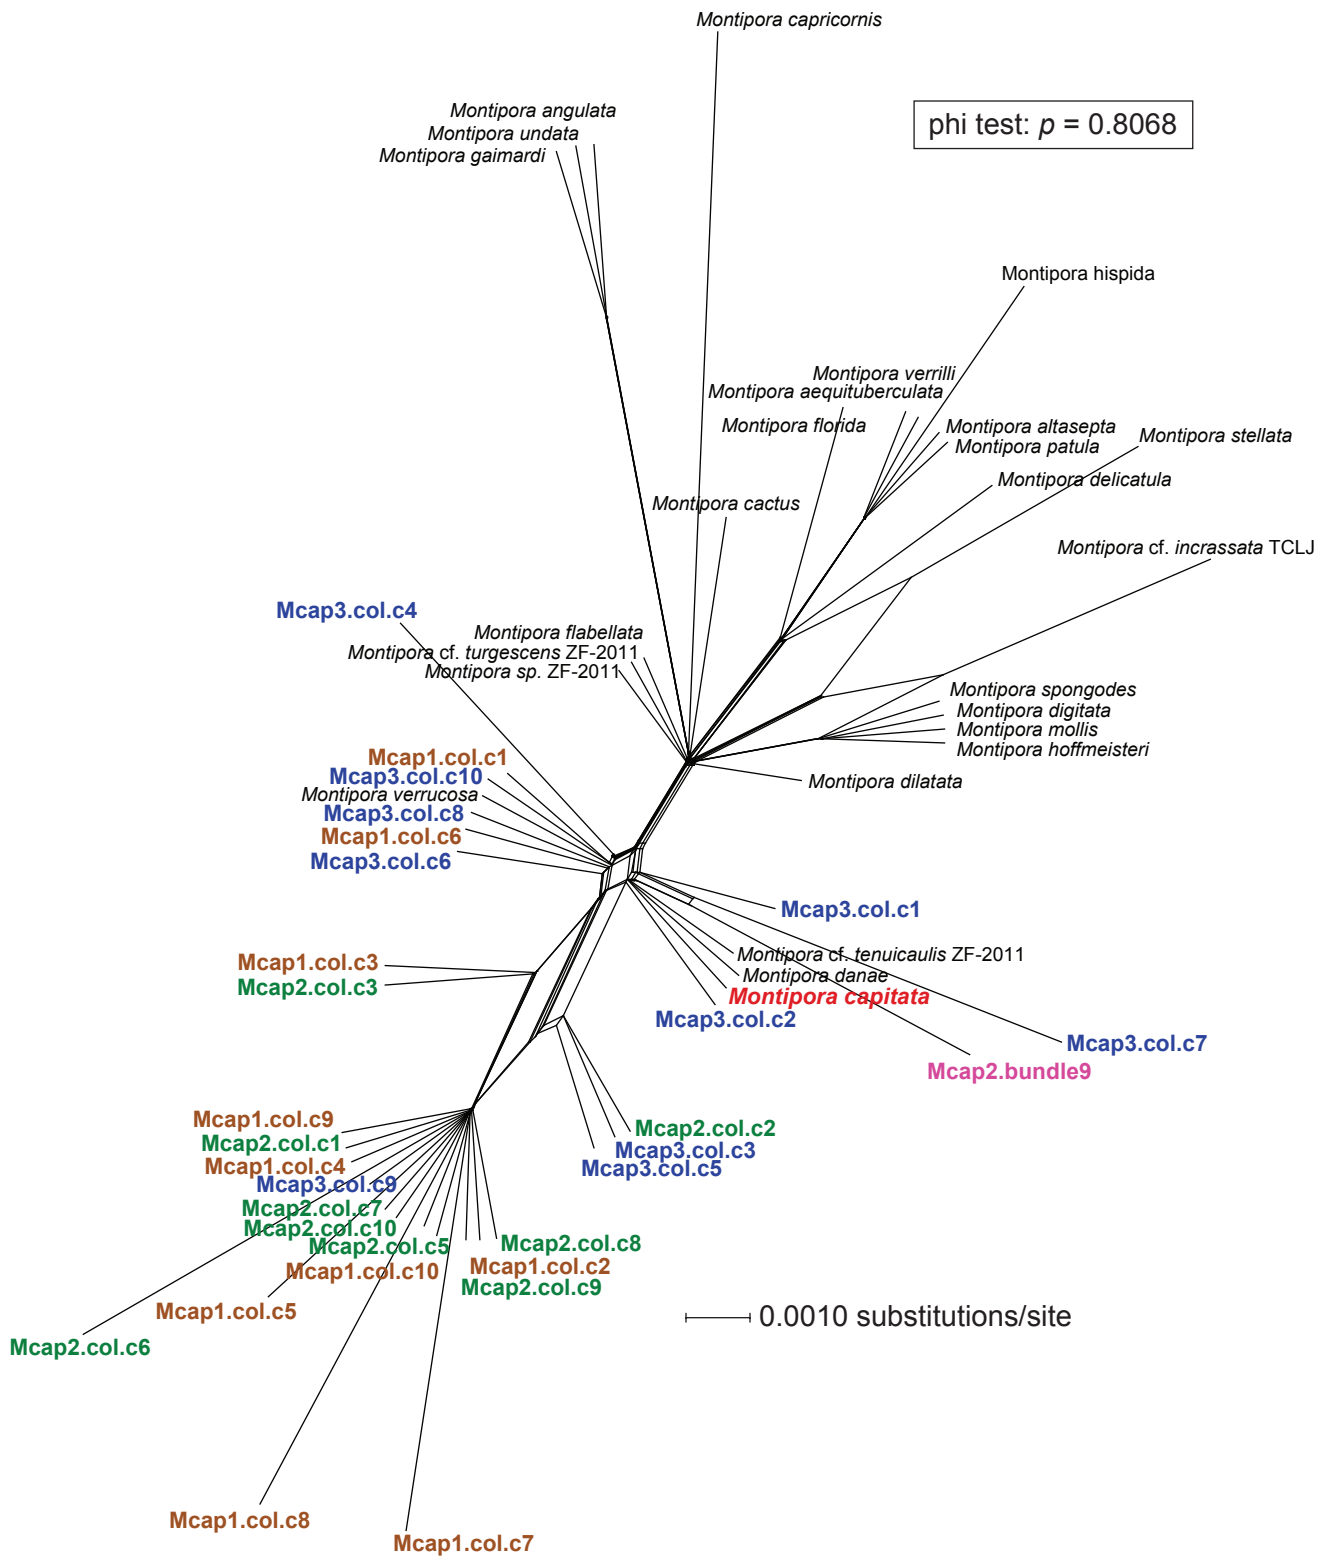 Montipora capricornis
Montipora angulata
phi test: p = 0.8068
Montipora undata
Montipora gaimardi
Montipora hispida
Montipora verrilli
Montipora aequituberculata
Montipora florida
Montipora altasepta
Montipora stellata
Montipora patula
Montipora delicatula
Montipora cactus
Montipora cf. incrassata TCLJ
Mcap3.col.c4
Montipora flabellata
Montipora cf. turgescens ZF-2011
Montipora sp. ZF-2011
Montipora spongodes
Montipora digitata
Montipora mollis
Montipora hoffmeisteri
Mcap1.col.c1
Mcap3.col.c10
Montipora dilatata
Montipora verrucosa
Mcap3.col.c8
Mcap1.col.c6
Mcap3.col.c6
Mcap3.col.c1
Montipora cf. tenuicaulis ZF-2011
Mcap1.col.c3
Montipora danae
Mcap2.col.c3
Montipora capitata
Mcap3.col.c2
Mcap3.col.c7
Mcap2.bundle9
Mcap1.col.c9
Mcap2.col.c2
Mcap2.col.c1
Mcap3.col.c3
Mcap1.col.c4
Mcap3.col.c5
Mcap3.col.c9
Mcap2.col.c7
Mcap2.col.c10
Mcap2.col.c5
Mcap2.col.c8
Mcap1.col.c10
Mcap1.col.c2
Mcap2.col.c9
Mcap1.col.c5
0.0010 substitutions/site
Mcap2.col.c6
Mcap1.col.c8
Mcap1.col.c7